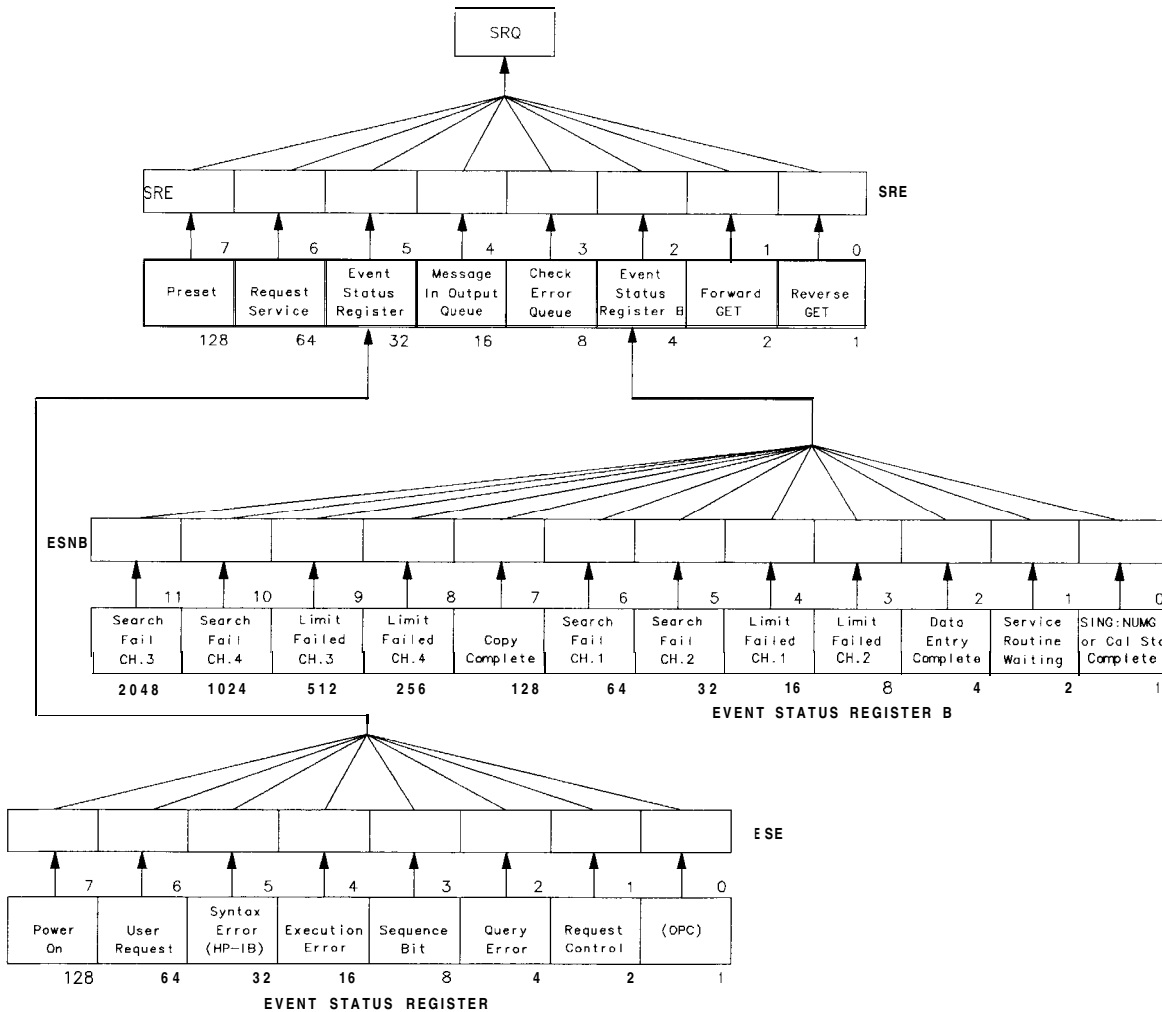 SRQ
SRE
SRE
7 6 5 4 3 2 1 0
Preset
Request
Service
Event
Status
Register
Message
In Output
Queue
Check
Error
Queue
Event
Status
Register B
Forward
GET
Reverse
GET
128 64 32 16 8 4 2 1
ESNB
11 10 9 8 7 6 5 4 3 2 1 0
Search
Fail
CH.3
Search
Fail
CH.4
Limit
Failed
CH.3
Limit
Failed
CH.4
Copy
Complete
Search
Fail
CH.1
Search
Fail
CH.2
Limit
Failed
CH.1
Limit
Failed
CH.2
Data
Entry
Complete
Service
Routine
Waiting
SING:NUMG
or Cal Std
Complete
2048 1024 512 256 128 64 32 16 8 4 2 1
EVENT STATUS REGISTER B
ESE
7 6 5 4 3 2 1 0
Power
On
User
Request
Syntax
Error
(HP-IB)
Execution
Error
Sequence
Bit
Query
Error
Request
Control
(OPC)
128 64 32 16 8 4 2 1
EVENT STATUS REGISTER